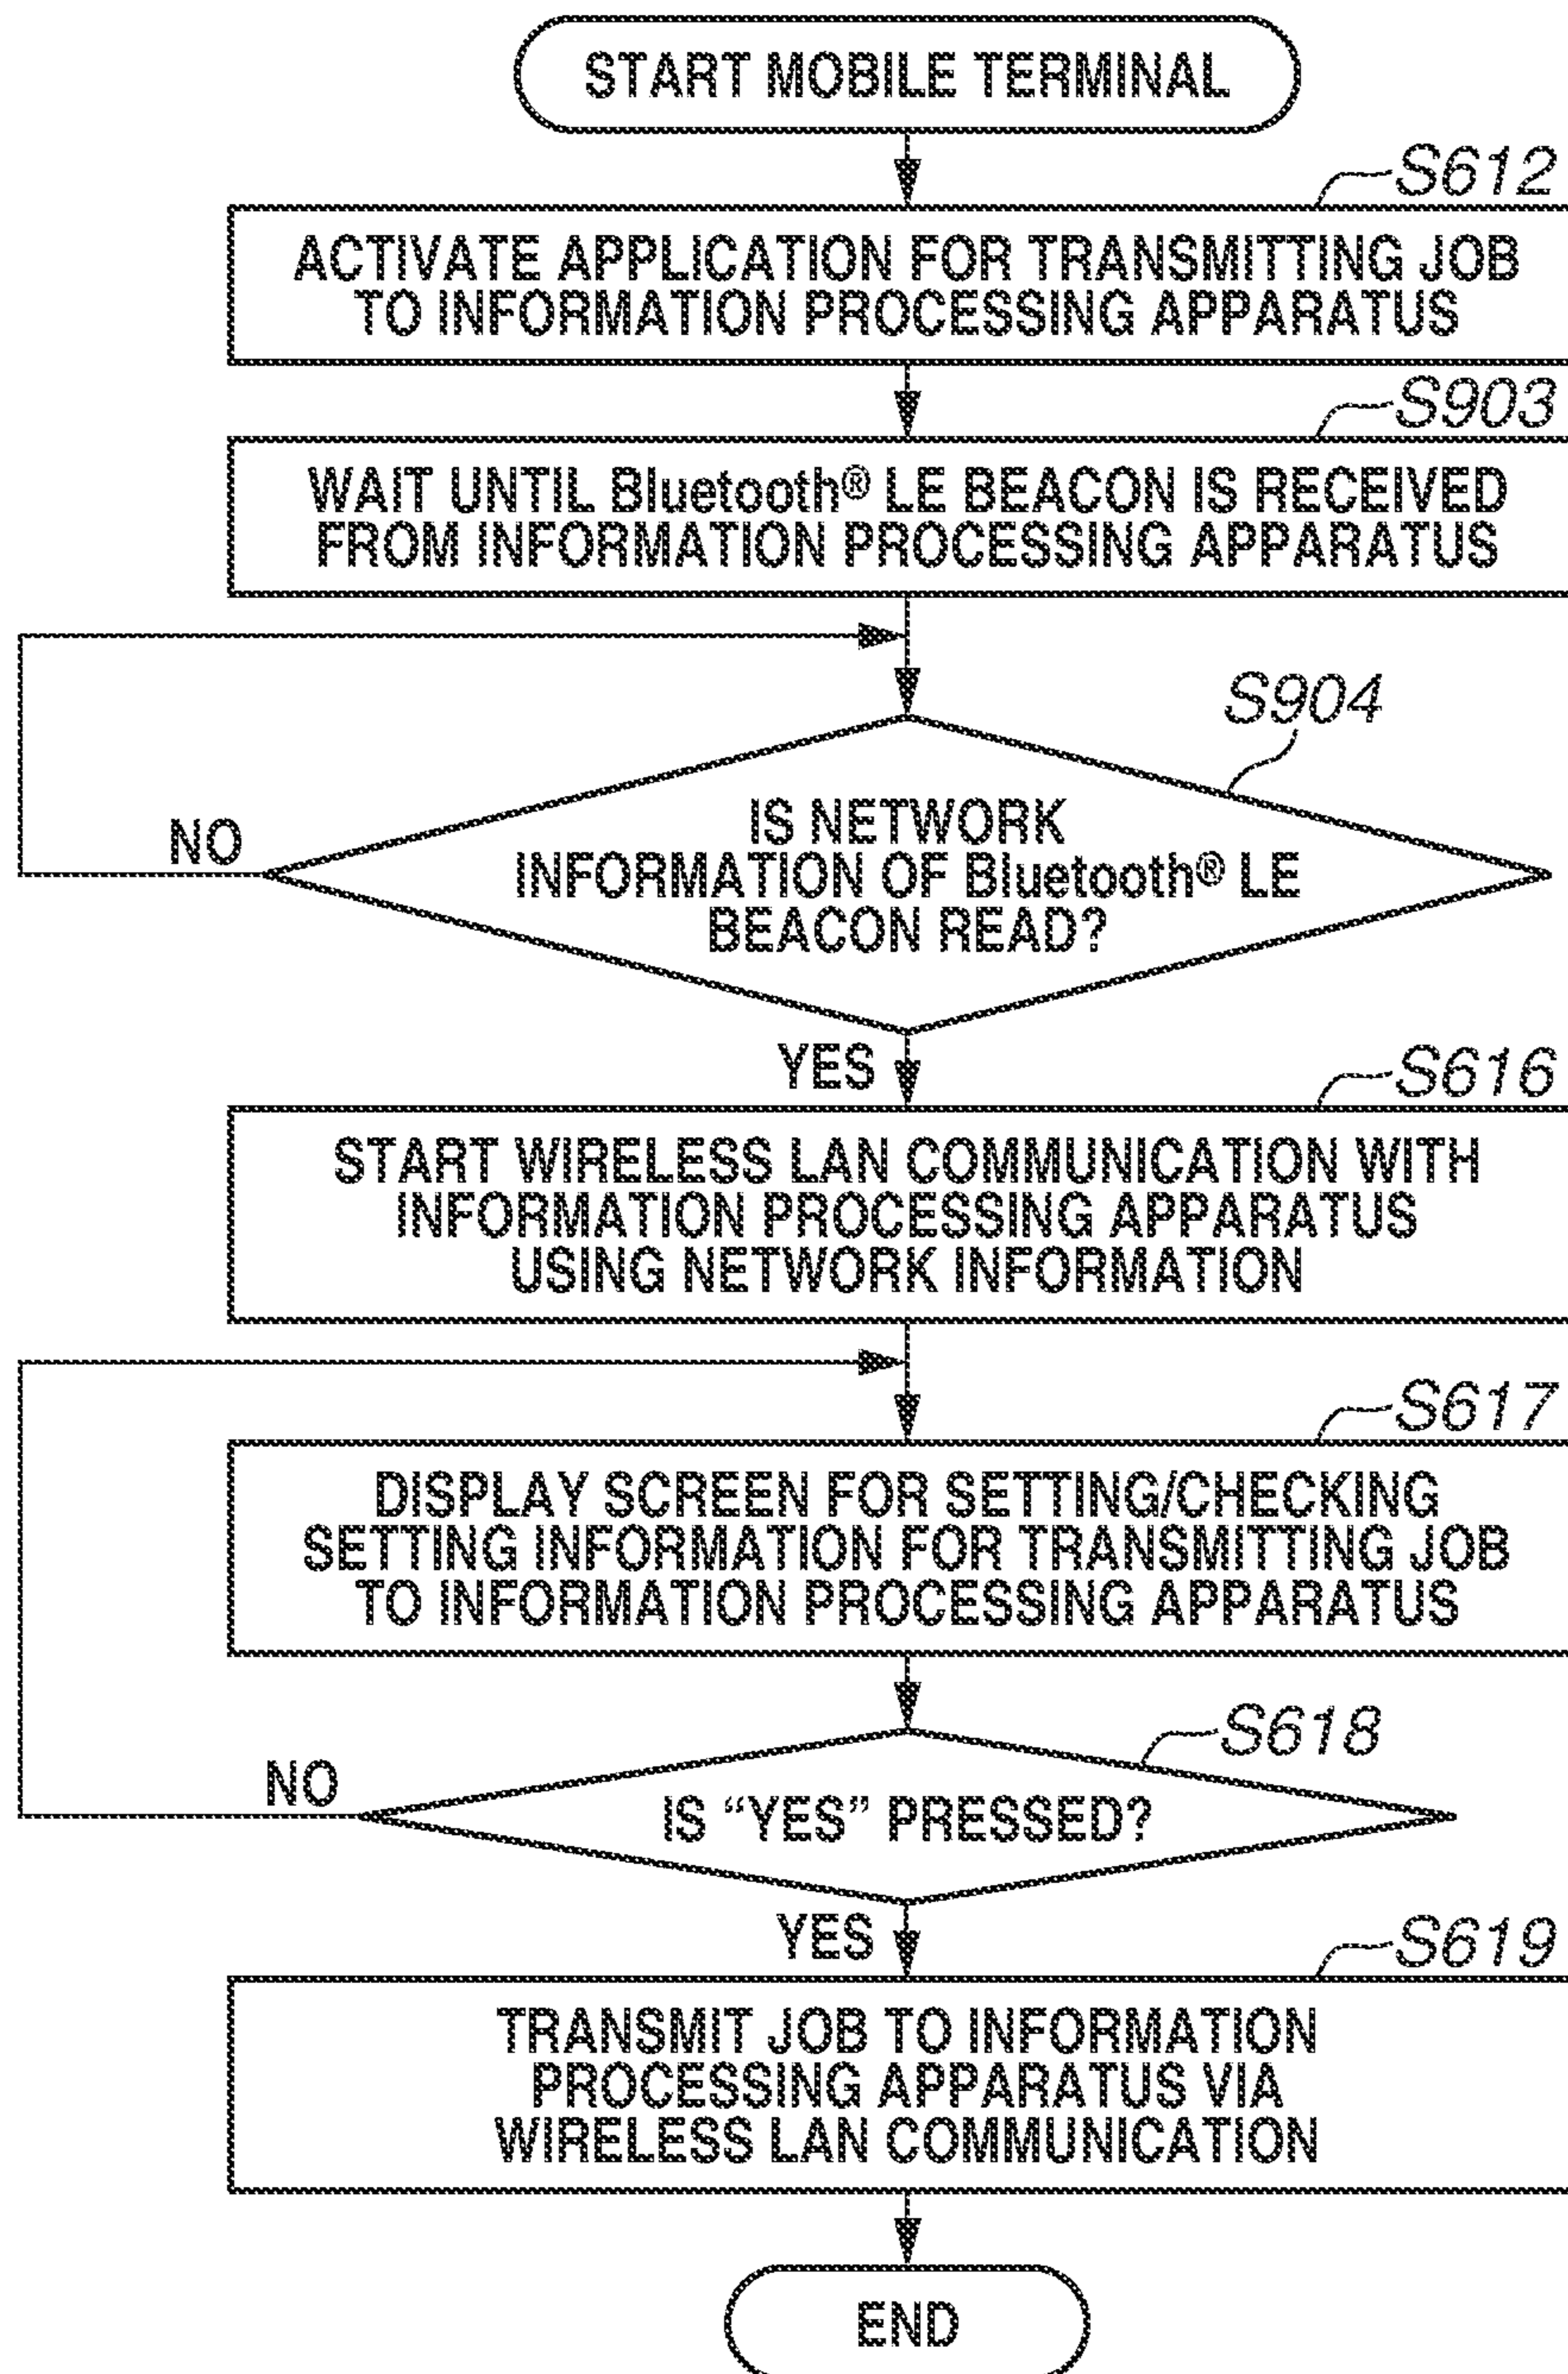 START MOBILE TERMINAL
S612
ACTIVATE APPLICATION FOR TRANSMITTING JOB
TO INFORMATION PROCESSING APPARATUS
S903
WAIT UNTIL Bluetooth® LE BEACON IS RECEIVED
FROM INFORMATION PROCESSING APPARATUS
S904
IS NETWORK
INFORMATION OF Bluetooth® LE
BEACON READ?
NO
YES
S616
START WIRELESS LAN COMMUNICATION WITH
INFORMATION PROCESSING APPARATUS
USING NETWORK INFORMATION
S617
DISPLAY SCREEN FOR SETTING/CHECKING
SETTING INFORMATION FOR TRANSMITTING JOB
TO INFORMATION PROCESSING APPARATUS
S618
IS “YES” PRESSED?
NO
YES
S619
TRANSMIT JOB TO INFORMATION
PROCESSING APPARATUS VIA
WIRELESS LAN COMMUNICATION
END